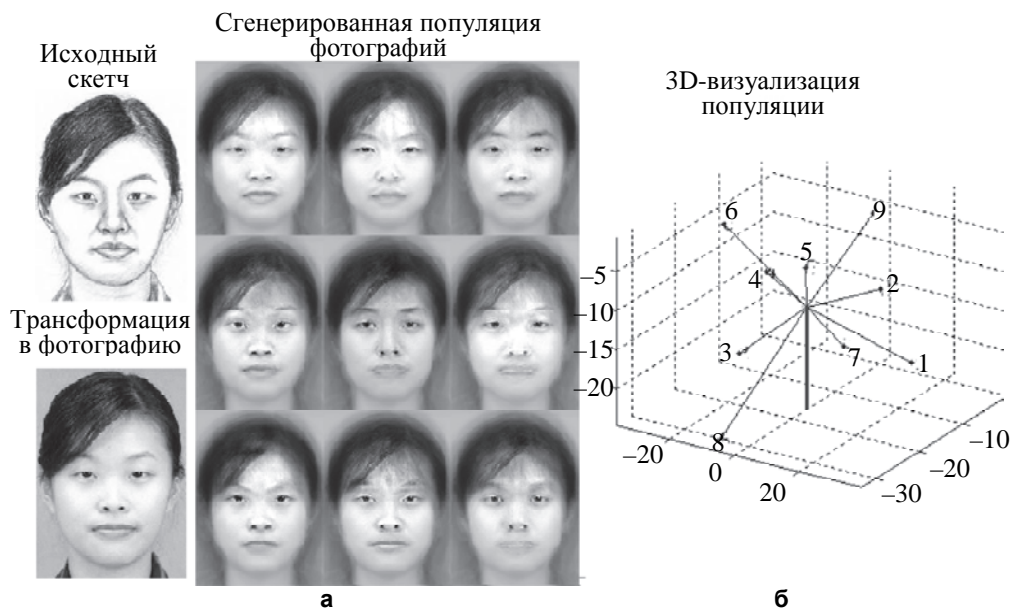 Сгенерированная популяция
фотографий
Исходный
скетч
Трансформация
в фотографию
3D-визуализация
популяции
6
9
5
4
2
3
7
1
8
–5
–10
–15
–20
–20
0
20
–30
–20
–10
а
б